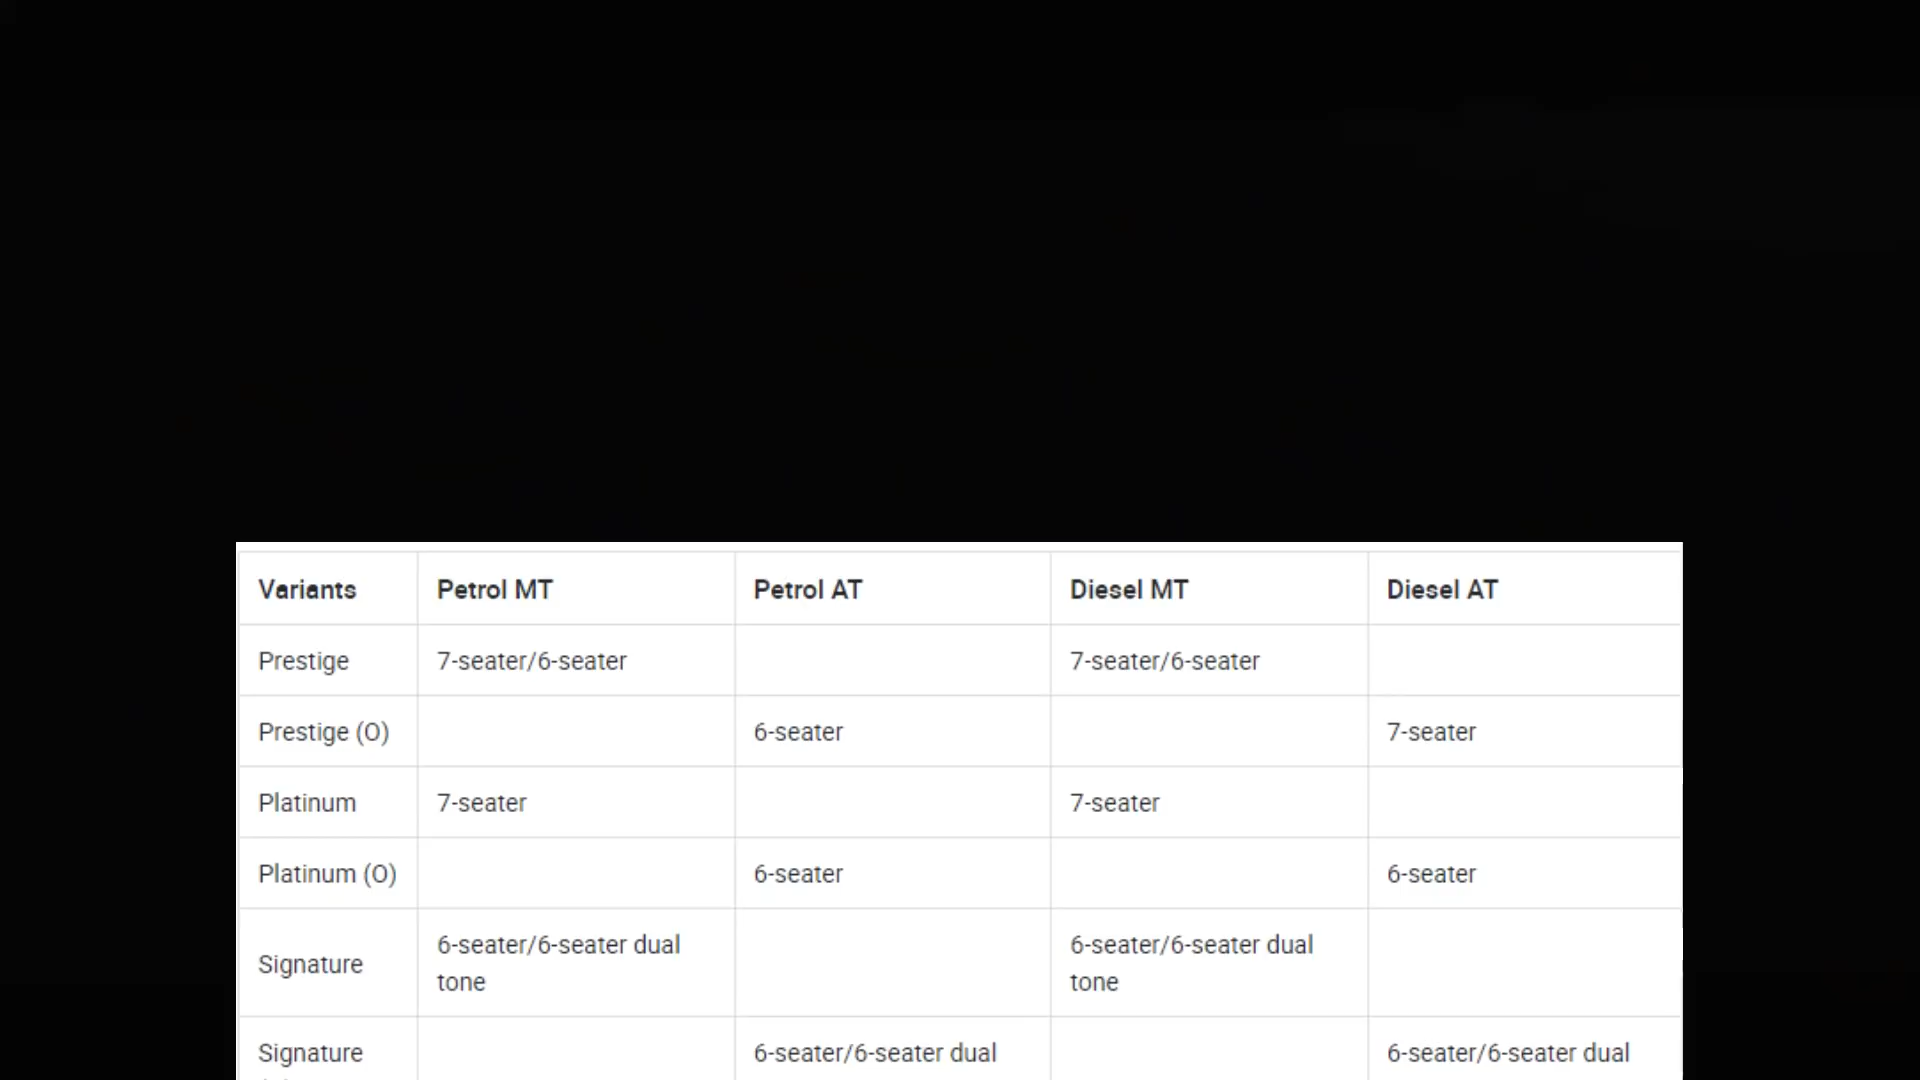 Variants Petrol MT Petrol AT Diesel MT Diesel AT
Prestige 7-seater/6-seater 7-seater/6-seater
Prestige (O) 6-seater 7-seater
Platinum 7-seater 7-seater
Platinum (O) 6-seater 6-seater
Signature 6-seater/6-seater dual tone 6-seater/6-seater dual tone
Signature 6-seater/6-seater dual 6-seater/6-seater dual